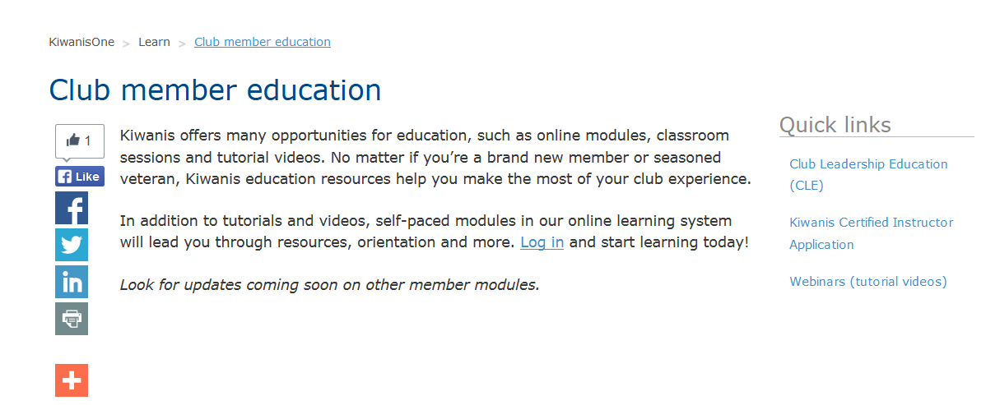 KiwanisOne > Learn > Club member education
Club member education
1
Like
Kiwanis offers many opportunities for education, such as online modules, classroom
sessions and tutorial videos. No matter if you’re a brand new member or seasoned
veteran, Kiwanis education resources help you make the most of your club experience.
In addition to tutorials and videos, self-paced modules in our online learning system
will lead you through resources, orientation and more. Log in and start learning today!
Look for updates coming soon on other member modules.
Quick links
Club Leadership Education
(CLE)
Kiwanis Certified Instructor
Application
Webinars (tutorial videos)